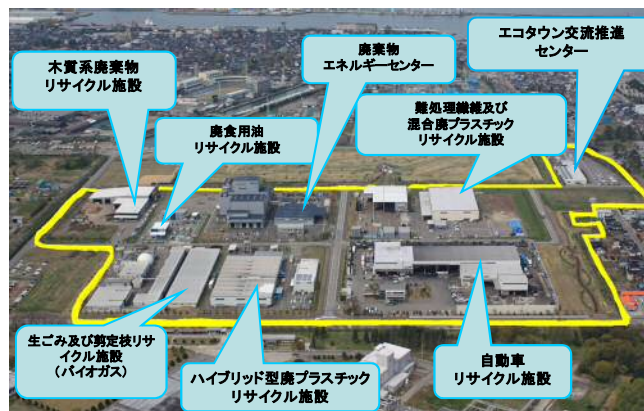 木質系廃棄物
リサイクル施設
廃食用油
リサイクル施設
廃棄物
エネルギーセンター
難処理繊維及び
混合廃プラスチック
リサイクル施設
エコタウン交流推進
センター
生ごみ及び剪定枝リサ
イクル施設
（バイオガス）
ハイブリッド型廃プラスチック
リサイクル施設
自動車
リサイクル施設